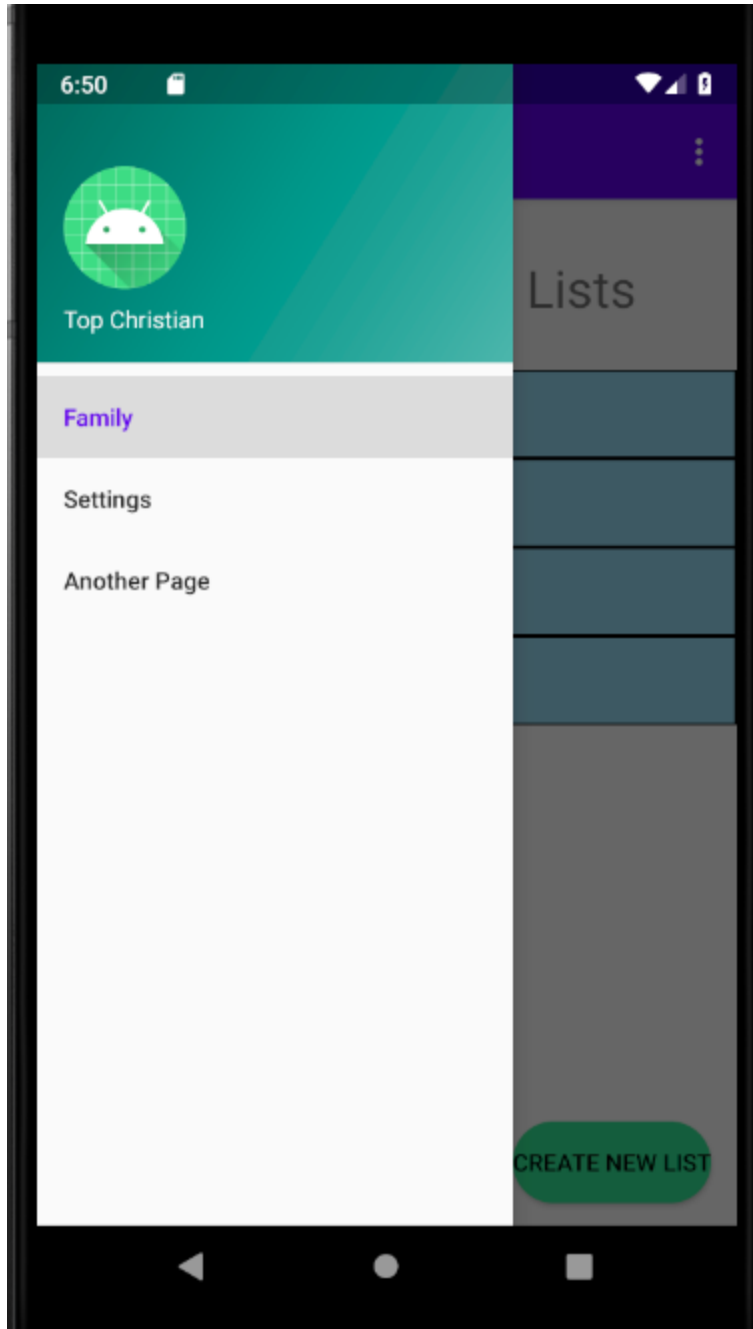 6:50
Top Christian
Lists
Family
Settings
Another Page
CREATE NEW LIST